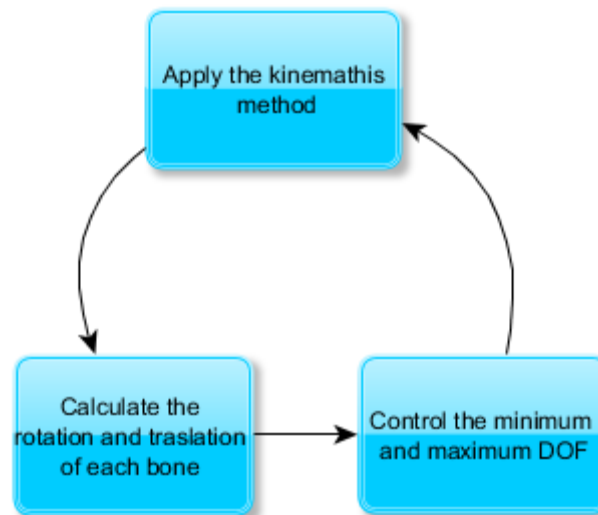 Apply the kinemathis
method
Calculate the
rotation and traslation
of each bone
Control the minimum
and maximum DOF